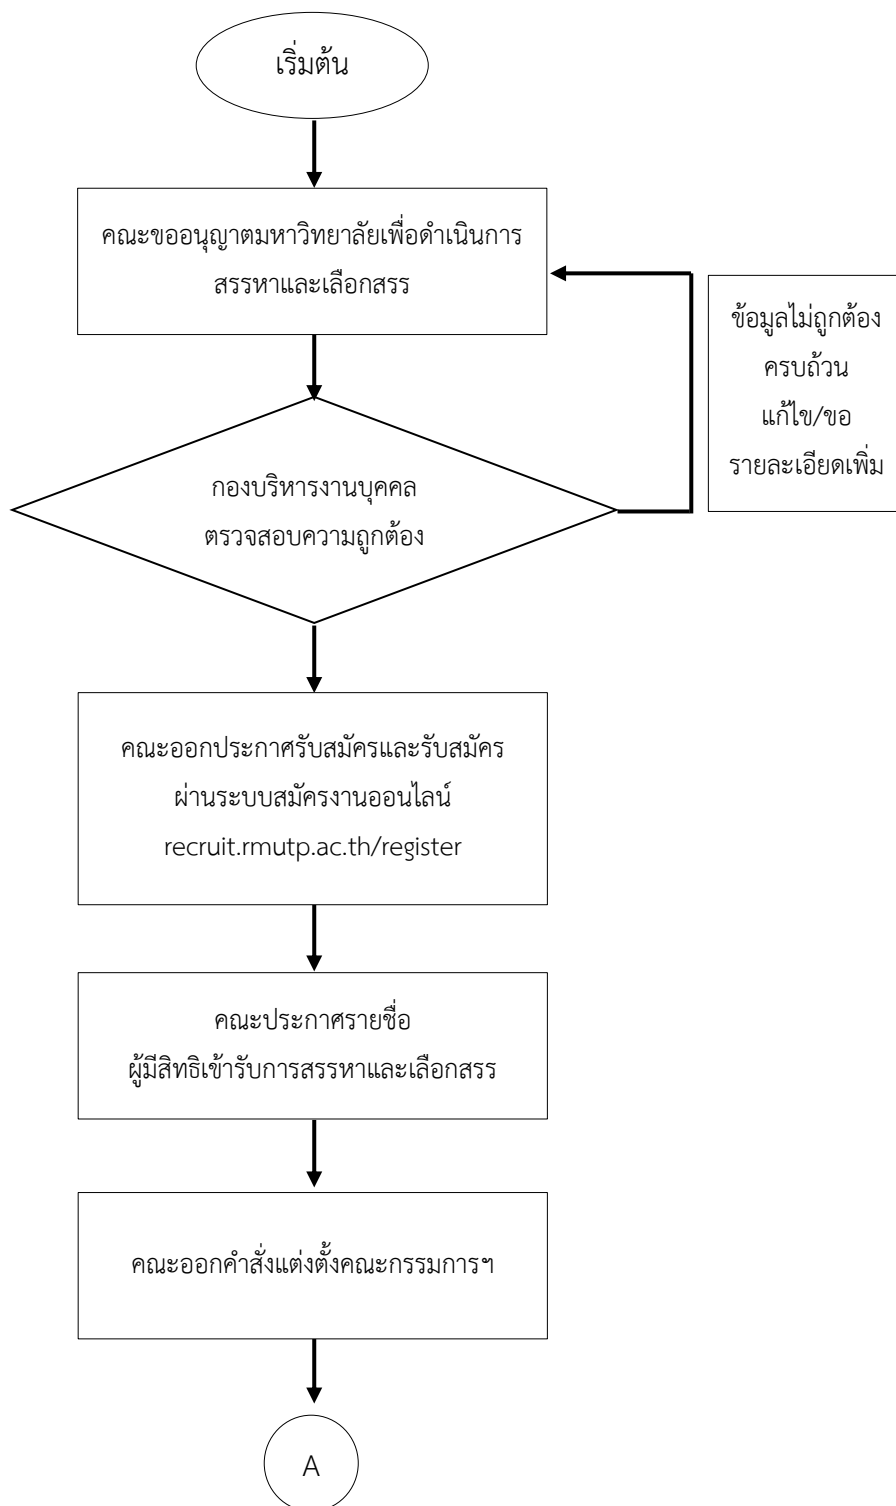 เริ่มต้น
คณะขออนุญาตมหาวิทยาลัยเพื่อดำเนินการ
สรรหาและเลือกสรร
ข้อมูลไม่ถูกต้อง
ครบถ้วน
แก้ไข/ขอ
รายละเอียดเพิ่ม
กองบริหารงานบุคคล
ตรวจสอบความถูกต้อง
คณะออกประกาศรับสมัครและรับสมัคร
ผ่านระบบสมัครงานออนไลน์
recruit.rmutp.ac.th/register
คณะประกาศรายชื่อ
ผู้มีสิทธิเข้ารับการสรรหาและเลือกสรร
คณะออกคำสั่งแต่งตั้งคณะกรรมการฯ
A